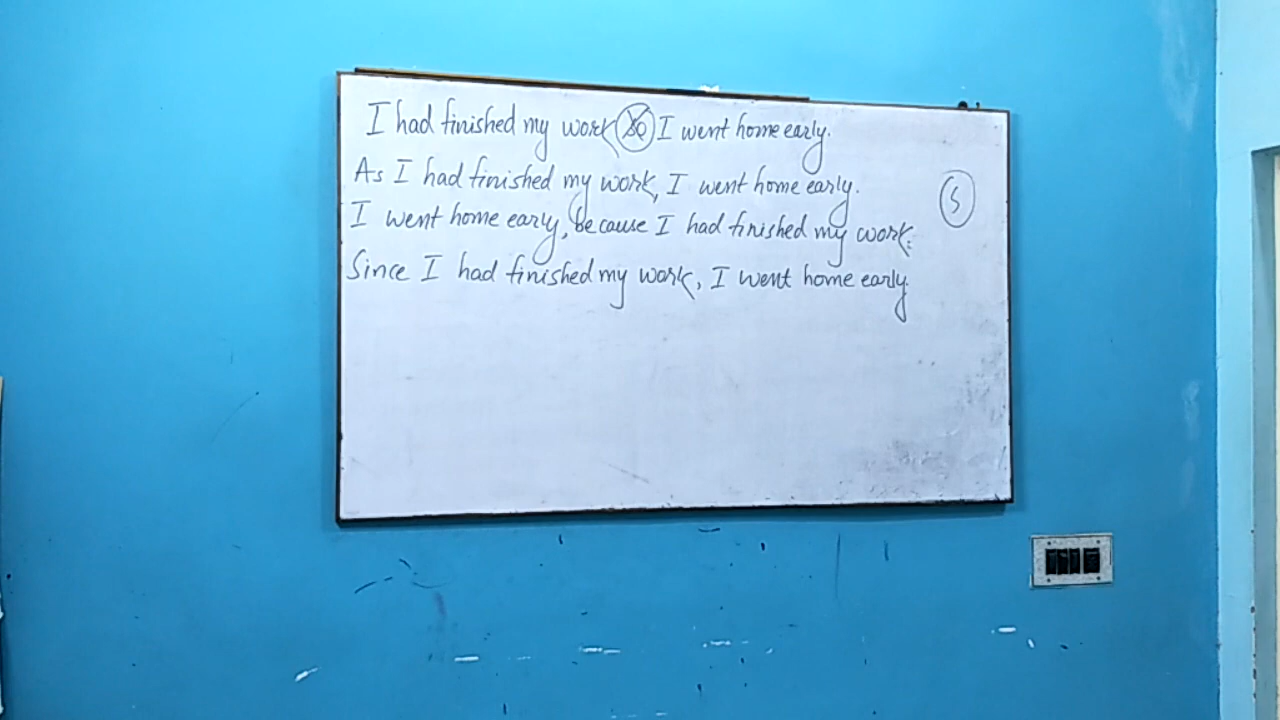 I had finished my work so I went home early.
As I had finished my work, I went home early.
I went home early, because I had finished my work.
Since I had finished my work, I went home early.
S